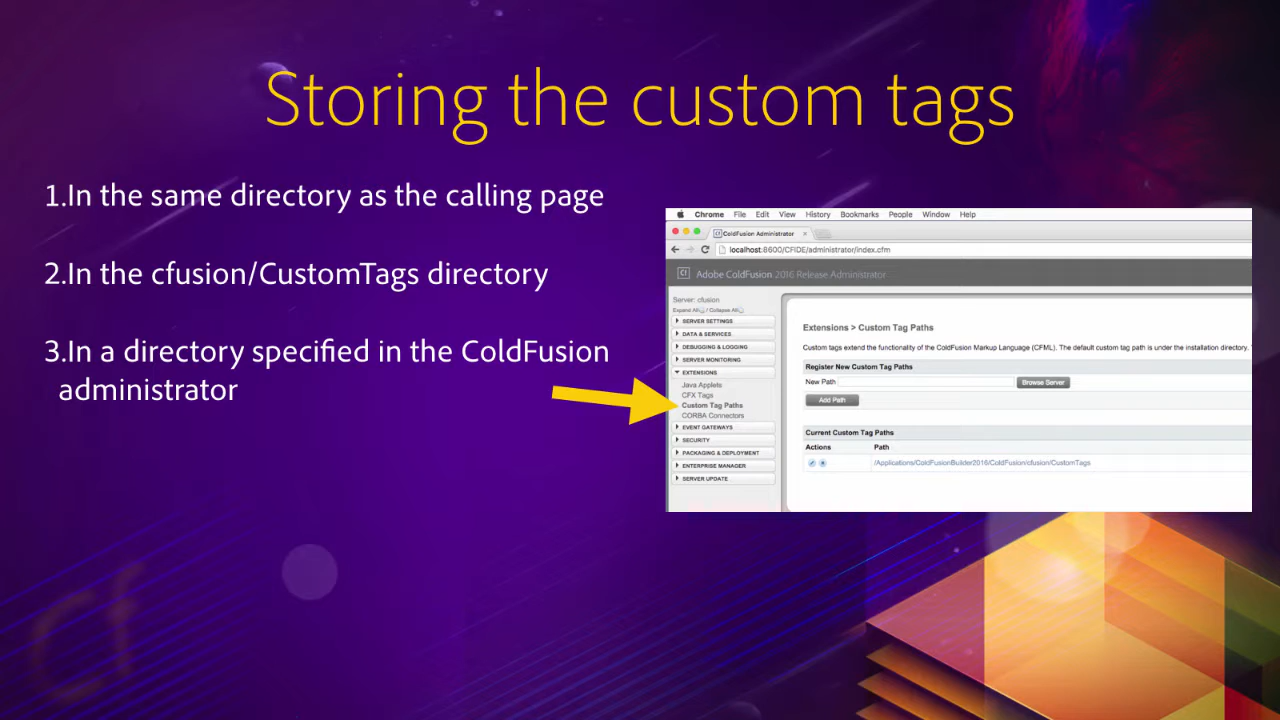 Storing the custom tags
1.In the same directory as the calling page
2.In the cfusion/CustomTags directory
3.In a directory specified in the ColdFusion
administrator
Chrome File Edit View History Bookmarks People Window Help
ColdFusion Administrator
localhost:8600/CFIDE/administrator/index.cfm
Cf Adobe ColdFusion 2016 Release Administrator
Server: cfusion
Expand All / Collapse All
SERVER SETTINGS
DATA & SERVICES
DEBUGGING & LOGGING
SERVER MONITORING
EXTENSIONS
Java Applets
CFX Tags
Custom Tag Paths
CORBA Connectors
EVENT GATEWAYS
SECURITY
PACKAGING & DEPLOYMENT
ENTERPRISE MANAGER
SERVER UPDATE
Extensions > Custom Tag Paths
Custom tags extend the functionality of the ColdFusion Markup Language (CFML). The default custom tag path is under the installation directory.
Register New Custom Tag Paths
New Path Browse Server
Add Path
Current Custom Tag Paths
Actions Path
/Applications/ColdFusionBuilder2016/ColdFusion/cfusion/CustomTags
Cf